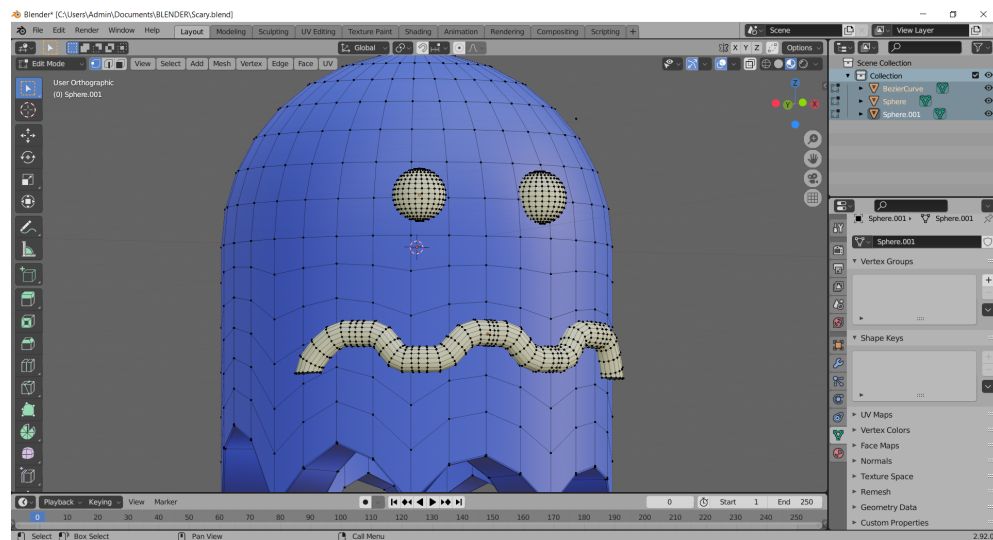 Blender* [C:\Users\Admin\Documents\BLENDER\Scary.blend]
File Edit Render Window Help Layout Modeling Sculpting UV Editing Texture Paint Shading Animation Rendering Compositing Scripting + Scene View Layer
Global X Y Z Options
Edit Mode View Select Add Mesh Vertex Edge Face UV
User Orthographic
(0) Sphere.001
Z
Y
X
Scene Collection
Collection
BezierCurve
Sphere
Sphere.001
Sphere.001 Sphere.001
Sphere.001
Vertex Groups
Shape Keys
UV Maps
Vertex Colors
Face Maps
Normals
Texture Space
Remesh
Geometry Data
Custom Properties
Playback Keying View Marker 0 Start 1 End 250
0 10 20 30 40 50 60 70 80 90 100 110 120 130 140 150 160 170 180 190 200 210 220 230 240 250
Select Box Select Pan View Call Menu 2.92.0